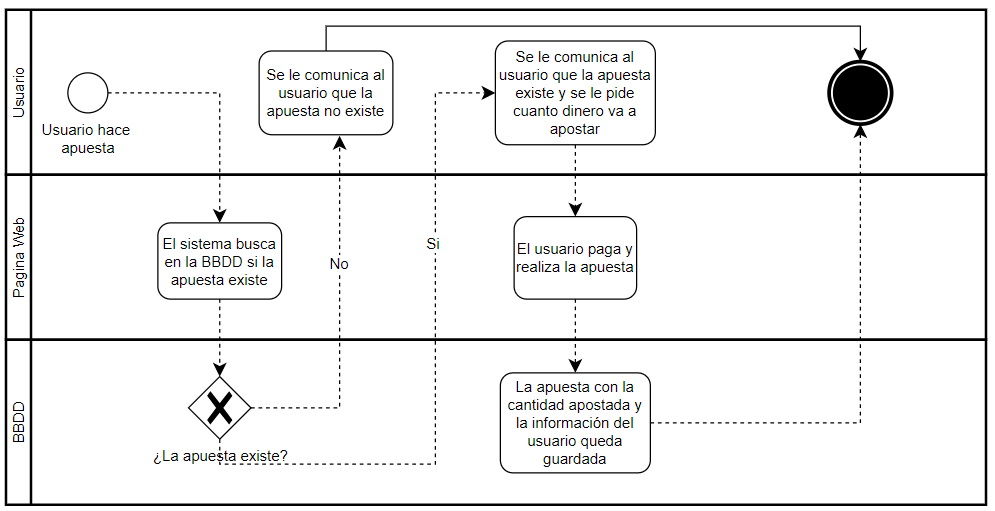 Usuario
Usuario hace
apuesta
Se le comunica al
usuario que la
apuesta no existe
Se le comunica al
usuario que la apuesta
existe y se le pide
cuanto dinero va a
apostar
Pagina Web
El sistema busca
en la BBDD si la
apuesta existe
No
Si
El usuario paga y
realiza la apuesta
BBDD
¿La apuesta existe?
La apuesta con la
cantidad apostada y
la información del
usuario queda
guardada